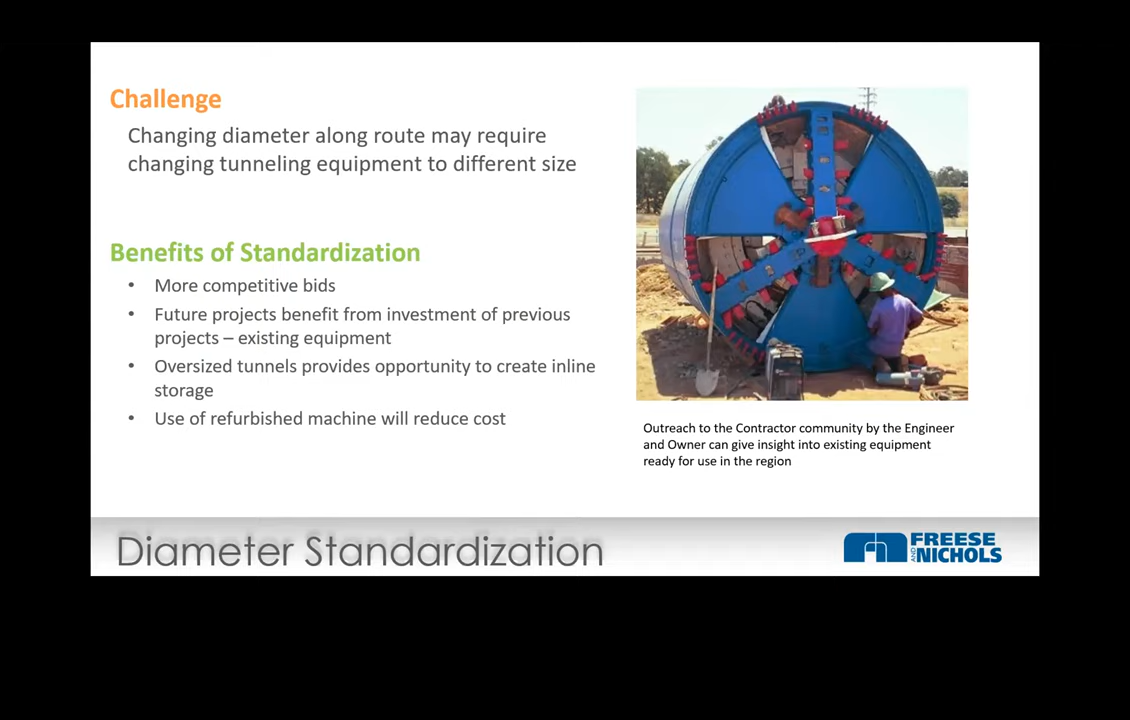 Challenge
Changing diameter along route may require
changing tunneling equipment to different size
Benefits of Standardization
• More competitive bids
• Future projects benefit from investment of previous
projects – existing equipment
• Oversized tunnels provides opportunity to create inline
storage
• Use of refurbished machine will reduce cost
Outreach to the Contractor community by the Engineer
and Owner can give insight into existing equipment
ready for use in the region
Diameter Standardization
FREESE
AND NICHOLS